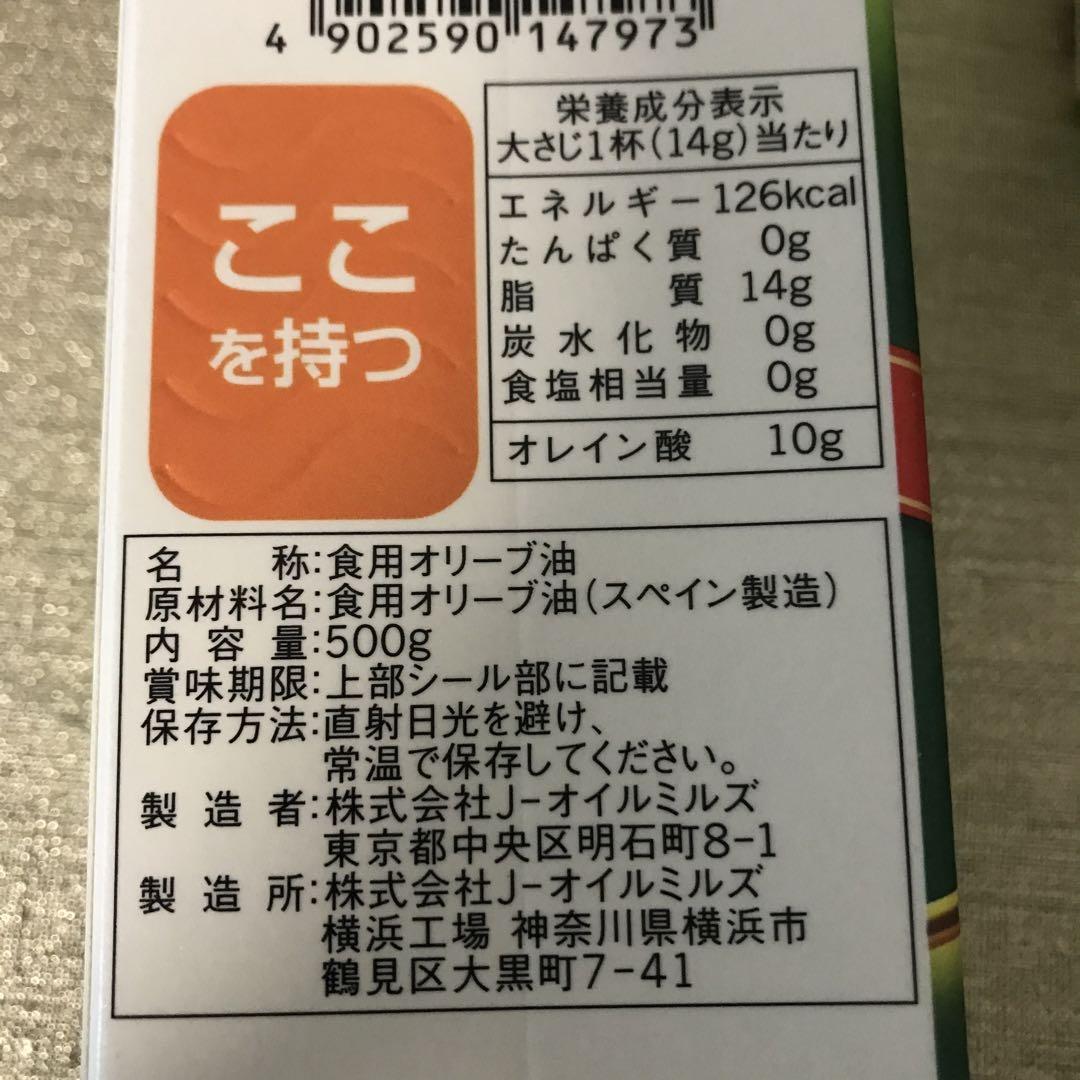 4 902590 147973
ここ
を持つ
栄養成分表示
大さじ1杯(14g)当たり
エネルギー 126kcal
たんぱく質 0g
脂質 14g
炭水化物 0g
食塩相当量 0g
オレイン酸 10g
名称:食用オリーブ油
原材料名:食用オリーブ油(スペイン製造)
内容量:500g
賞味期限:上部シール部に記載
保存方法:直射日光を避け、
常温で保存してください。
製造者:株式会社J-オイルミルズ
東京都中央区明石町8-1
製造所:株式会社J-オイルミルズ
横浜工場 神奈川県横浜市
鶴見区大黒町7-41